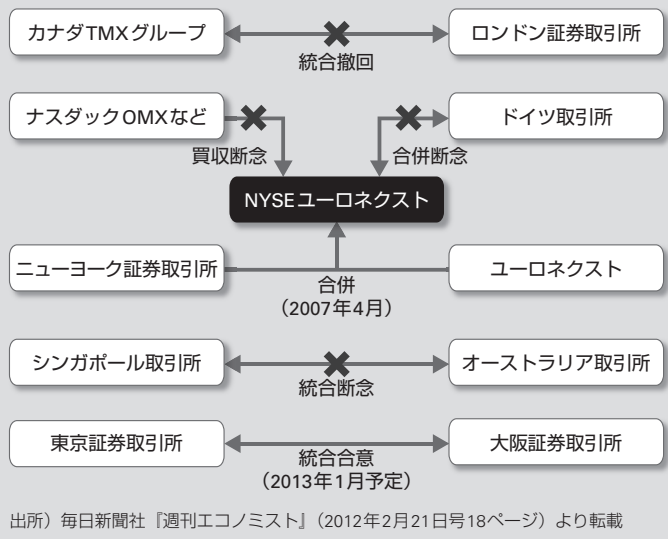 カナダTMXグループ
統合撤回
ロンドン証券取引所
ナスダックOMXなど
買収断念
合併断念
ドイツ取引所
NYSEユーロネクスト
ニューヨーク証券取引所
合併
（2007年4月）
ユーロネクスト
シンガポール取引所
統合断念
オーストラリア取引所
東京証券取引所
統合合意
（2013年1月予定）
大阪証券取引所
出所）毎日新聞社『週刊エコノミスト』（2012年2月21日号18ページ）より転載